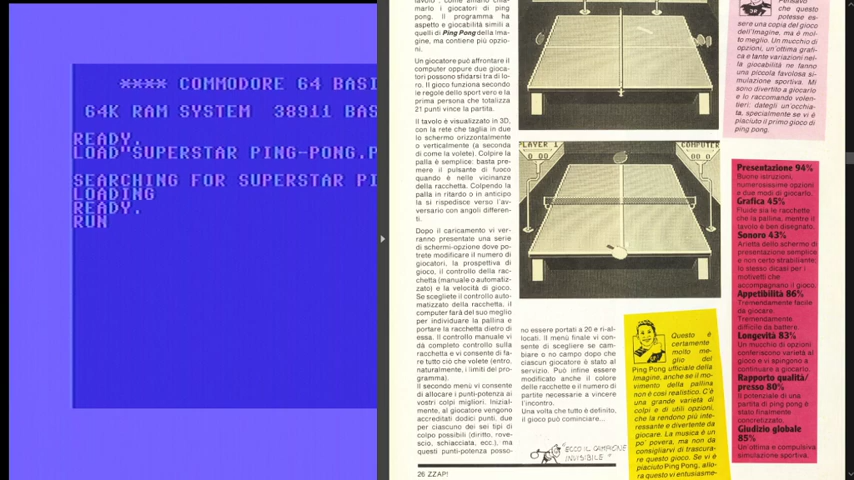 **** COMMODORE 64 BASI
64K RAM SYSTEM  38911 BAS
READY.
LOAD"SUPERSTAR PING-PONG.P
SEARCHING FOR SUPERSTAR PI
LOADING
READY.
RUN
marlo i giocatori di ping
pong. Il programma ha
aspetto e giocabilità simili a
quelli di Ping Pong della Ima-
gine, ma contiene più opzio-
ni.
Un giocatore può affrontare il
computer oppure due gioca-
tori possono sfidarsi tra di lo-
ro. Il gioco funziona secondo
le regole dello sport vero e la
prima persona che totalizza
21 punti vince la partita.
Il tavolo è visualizzato in 3D,
con la rete che taglia in due
lo schermo orizzontalmente
o verticalmente (a seconda
di come la volete). Colpire la
palla è semplice: basta pre-
mere il pulsante di fuoco
quando è nelle vicinanze
della racchetta. Colpendo la
palla in ritardo o in anticipo
la si rispedisce verso l'av-
versario con angoli differen-
ti.
Dopo il caricamento vi ver-
ranno presentate una serie
di schermi-opzione dove po-
trete modificare il numero di
giocatori, la prospettiva di
gioco, il controllo della rac-
chetta (manuale o automatiz-
zato) e la velocità di gioco.
Se scegliete il controllo auto-
matico della racchetta, il
computer farà del suo meglio
per individuare la pallina e
portare la racchetta dietro di
essa. Il controllo manuale vi
dà completo controllo sulla
racchetta e vi consente di fa-
re tutto ciò che volete (entro,
naturalmente, i limiti del pro-
gramma).
Il secondo menù vi consente
di allocare i punti-potenza ai
vostri colpi migliori. Inizial-
mente, al giocatore vengono
accreditati dodici punti, due
per ciascuno dei sei tipi di
colpo possibili (diritto, rove-
scio, schiacciata, ecc.), ma
questi punti-potenza posso-
26 ZZAP!
PLAYER 1
COMPUTER
00 00
00 00
no essere portati a 20 e ri-al-
locati. Il menù finale vi con-
sente di scegliere se cam-
biare o no campo dopo che
ciascun giocatore è stato al
servizio. Può infine essere
modificato anche il colore
delle racchette e il numero di
partite necessarie a vincere
l'incontro.
Una volta che tutto è definito,
il gioco può cominciare...
"ECCO IL CAMPIONE
INVISIBILE"
Questo è
certamente
molto me-
glio del
Ping Pong ufficiale della
Imagine, anche se il mo-
vimento della pallina
non è così realistico. C'è
una grande varietà di
colpi e di utili opzioni,
che lo rendono più inte-
ressante e divertente da
giocare. La musica è un
po' povera, ma non da
consigliarvi di trascura-
re questo gioco. Se vi è
piaciuto Ping Pong, allo-
ra questo vi entusiasme-
che questo
potesse es-
sere una copia del gioco
dell'Imagine, ma è mol-
to meglio. Un mucchio di
opzioni, un'ottima grafi-
ca e tante variazioni nel-
la giocabilità ne fanno
una piccola favolosa si-
mulazione sportiva. Mi
sono divertito a giocarlo
e lo raccomando volen-
tieri: dategli un'occhia-
ta, specialmente se vi è
piaciuto il primo gioco di
ping pong.
Presentazione 94%
Buone istruzioni,
numerosissime opzioni
e due modi di giocarlo.
Grafica 45%
Fluide sia le racchette
che la pallina, mentre il
tavolo è ben disegnato.
Sonoro 43%
Arietta dello schermo di
presentazione semplice
e non certo strabiliante;
lo stesso dicasi per i
motivetti che
accompagnano il gioco.
Appetibilità 86%
Tremendamente facile
da giocare.
Tremendamente
difficile da battere.
Longevità 83%
Un mucchio di opzioni
conferiscono varietà al
gioco e vi spingono a
continuare a giocarlo.
Rapporto qualità/
presso 80%
Il potenziale di una
partita di ping pong è
stato finalmente
concretizzato.
Giudizio globale
85%
Un'ottima e compulsiva
simulazione sportiva.